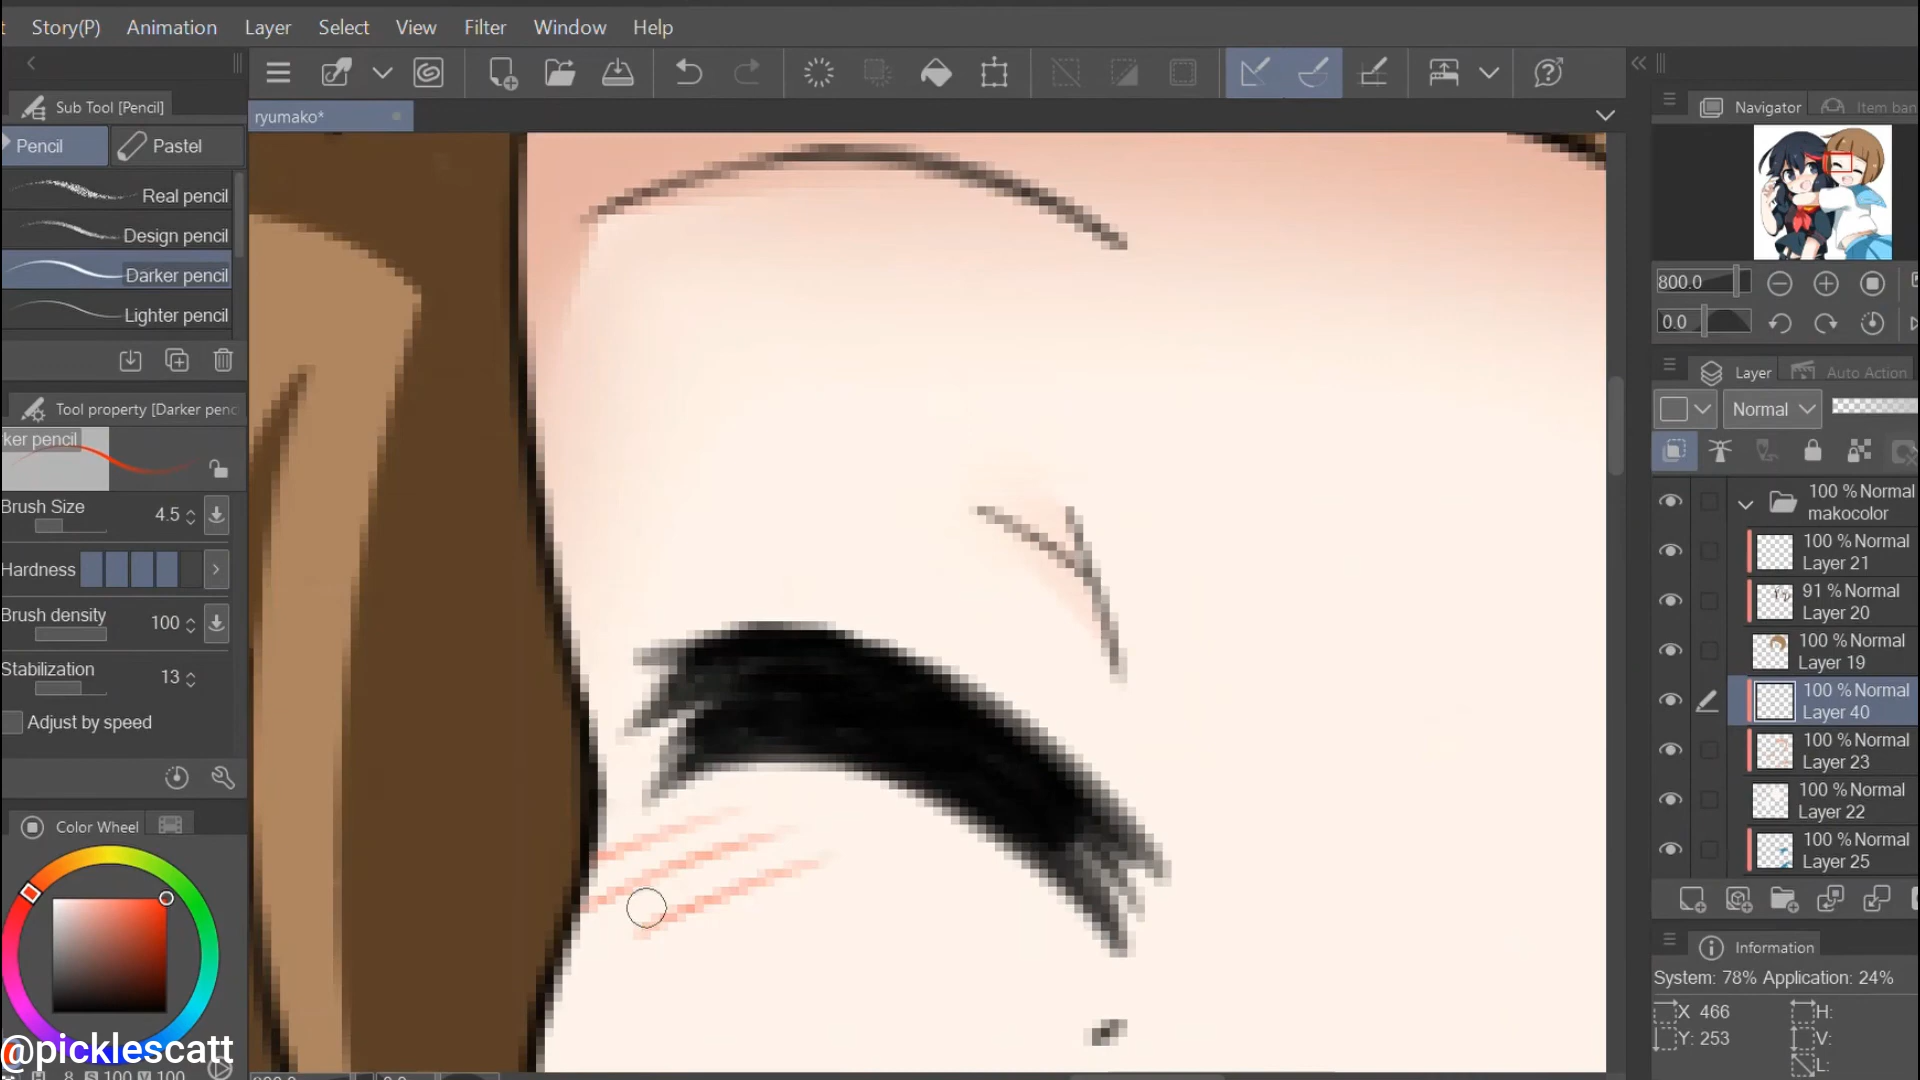 Story(P) Animation Layer Select View Filter Window Help
Sub Tool [Pencil]
ryumako*
Navigator
Item ban
Pencil
Pastel
Real pencil
Design pencil
Darker pencil
Lighter pencil
800.0
0.0
Layer
Auto Action
Normal
Tool property [Darker penc
ker pencil
Brush Size 4.5
Hardness
Brush density 100
Stabilization 13
Adjust by speed
100 % Normal
makocolor
100 % Normal
Layer 21
91 % Normal
Layer 20
100 % Normal
Layer 19
100 % Normal
Layer 40
100 % Normal
Layer 23
100 % Normal
Layer 22
100 % Normal
Layer 25
Color Wheel
Information
System: 78% Application: 24%
X 466 H:
Y: 253 V:
L:
@picklescatt